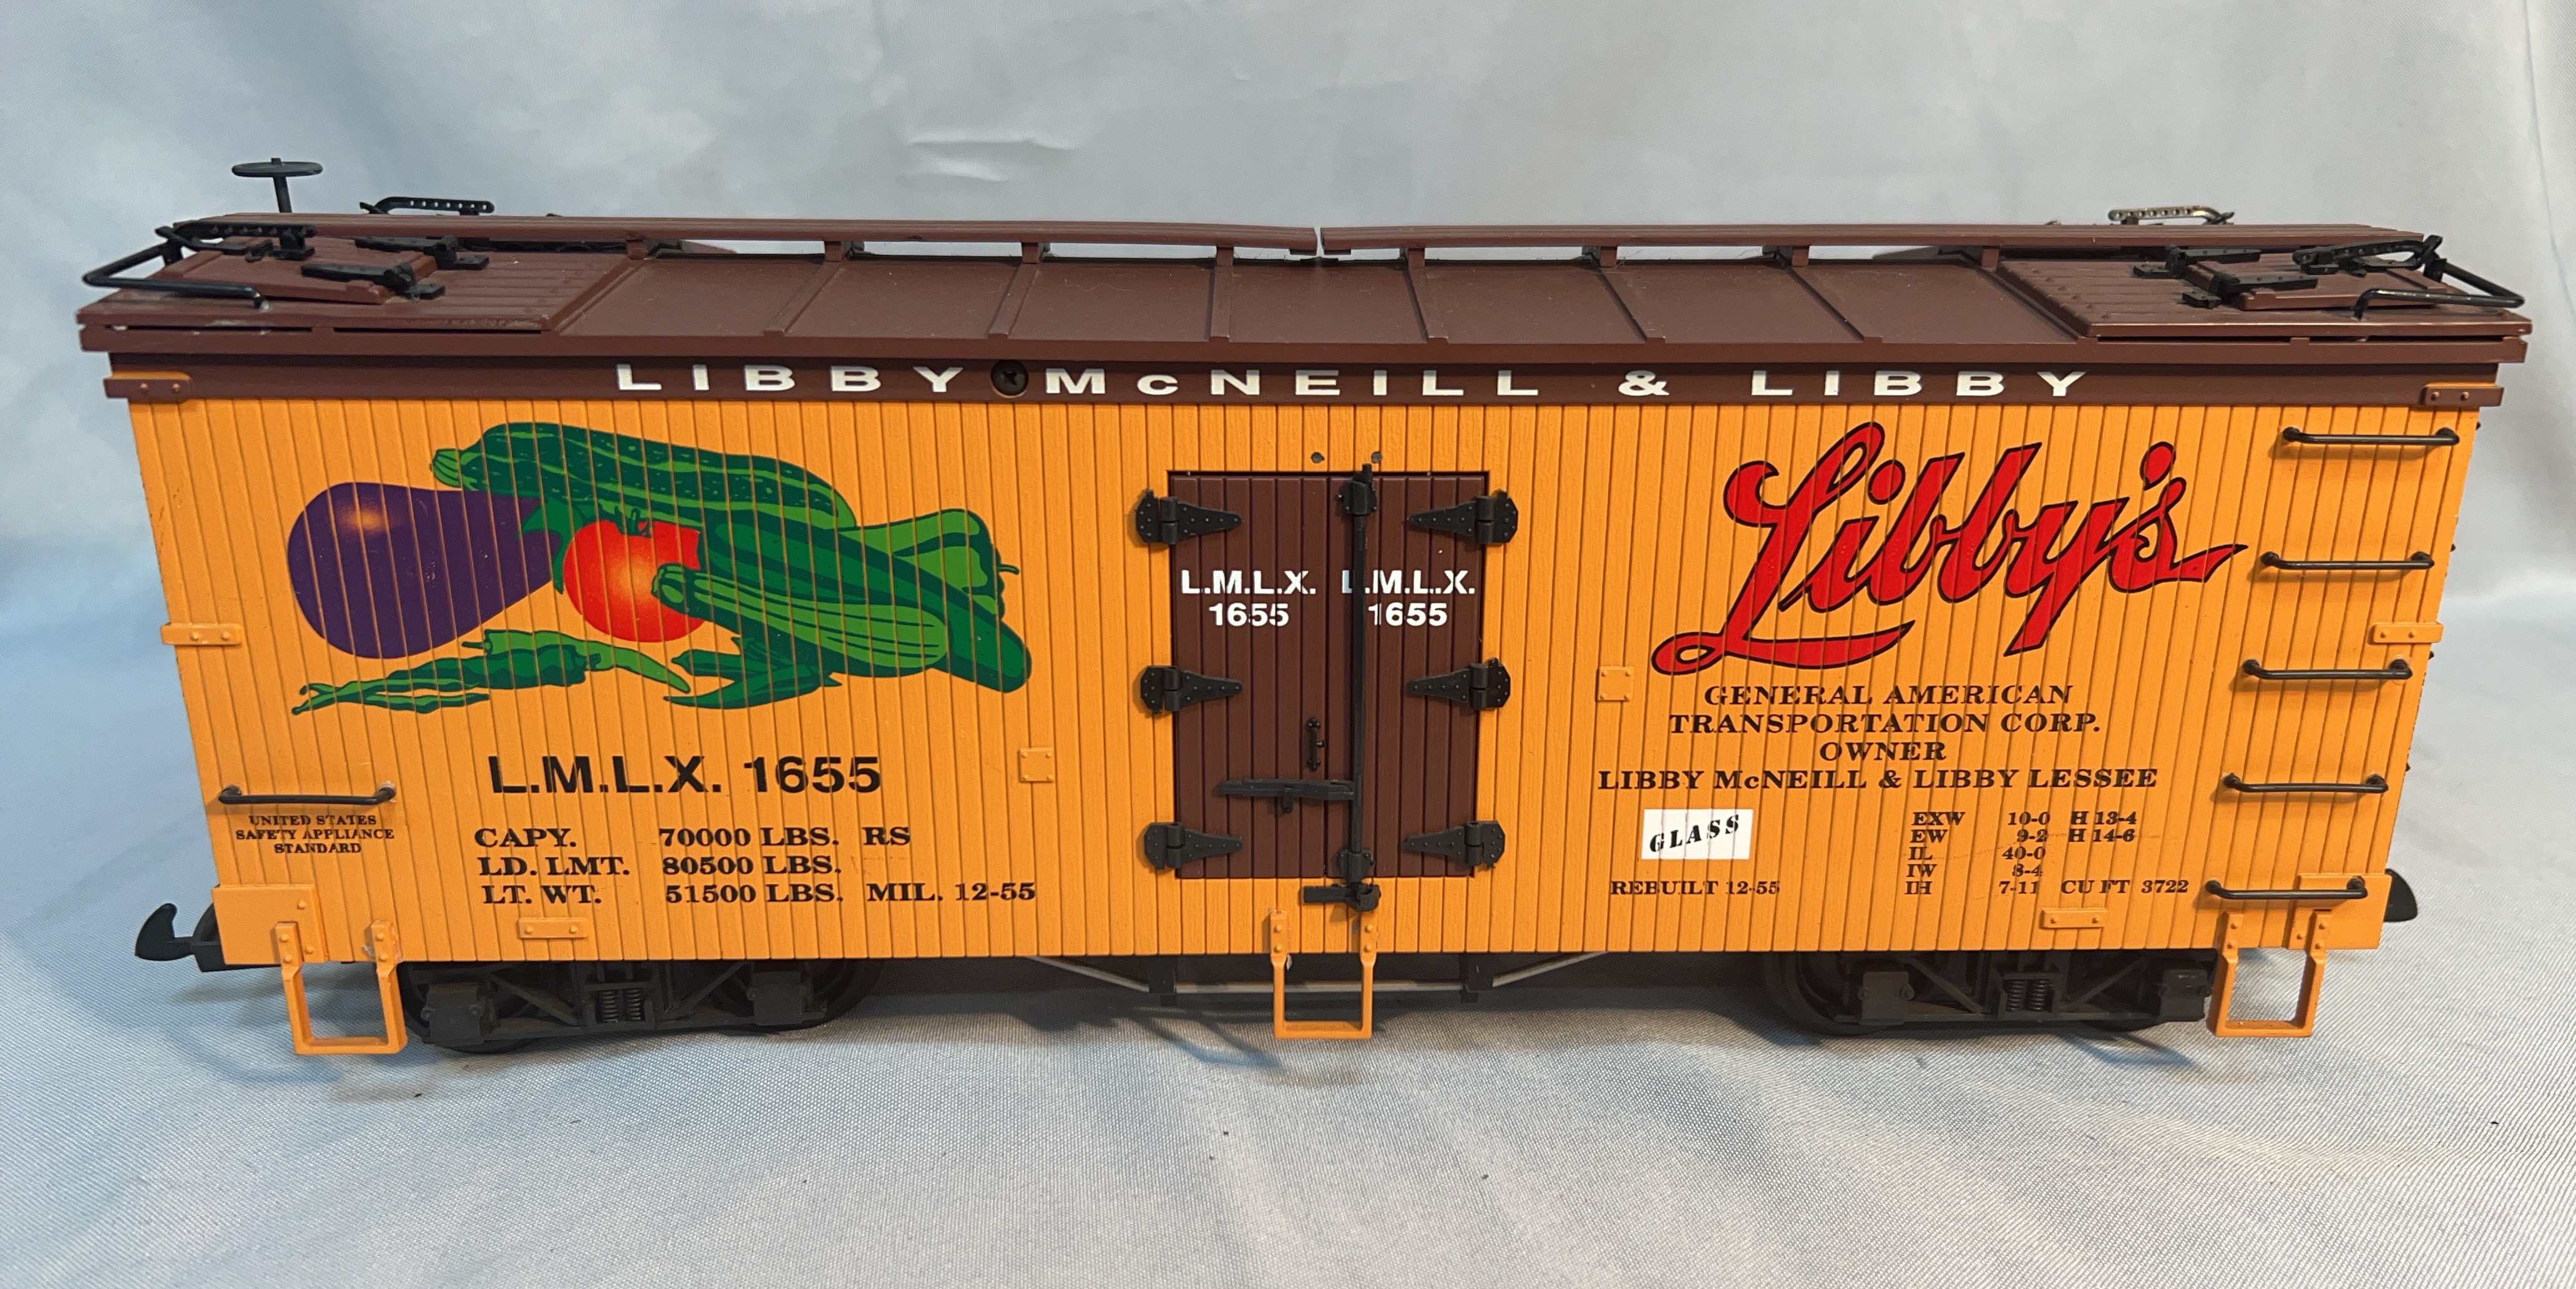 LIBBY McNEILL & LIBBY
L.M.L.X. 1655
UNITED STATES
SAFETY APPLIANCE
STANDARD
CAPY. 70000 LBS. RS
LD. LMT. 80500 LBS.
LT. WT. 51500 LBS. MIL. 12-55
L.M.L.X.
1655
L.M.L.X.
1655
Libby's
GENERAL AMERICAN
TRANSPORTATION CORP.
OWNER
LIBBY McNEILL & LIBBY LESSEE
GLASS
REBUILT 12-55
EXW 10-0 H 13-4
EW 9-2 H 14-6
IL 40-0
IW 8-4
IH 7-11 CU FT 3722